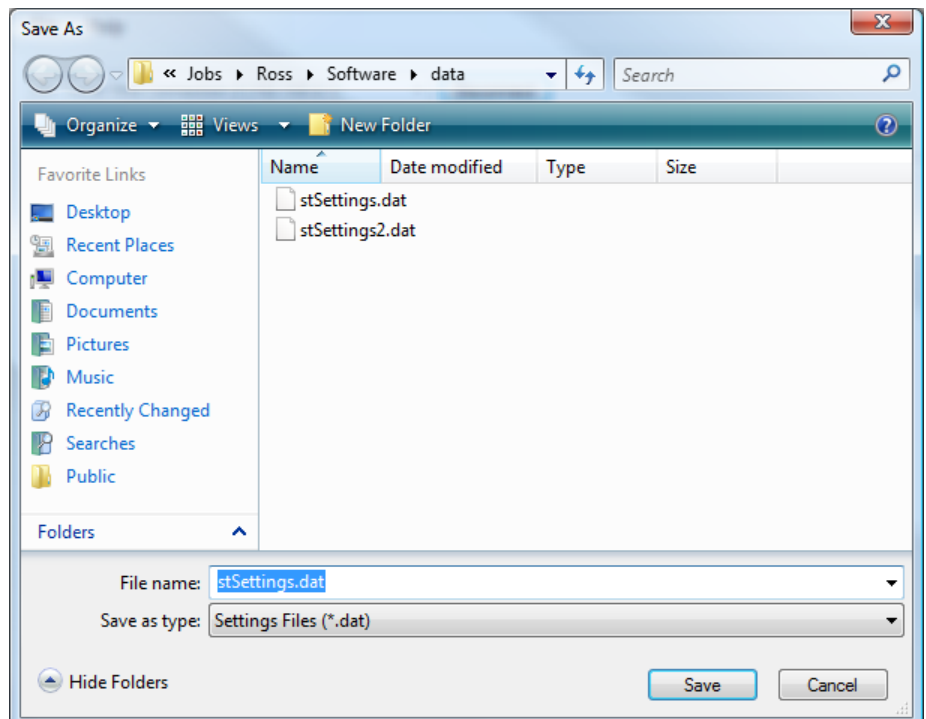 Save As
« Jobs ▸ Ross ▸ Software ▸ data Search
Organize Views New Folder
Favorite Links
Desktop
Recent Places
Computer
Documents
Pictures
Music
Recently Changed
Searches
Public
Folders
Name Date modified Type Size
stSettings.dat
stSettings2.dat
File name: stSettings.dat
Save as type: Settings Files (*.dat)
Hide Folders Save Cancel